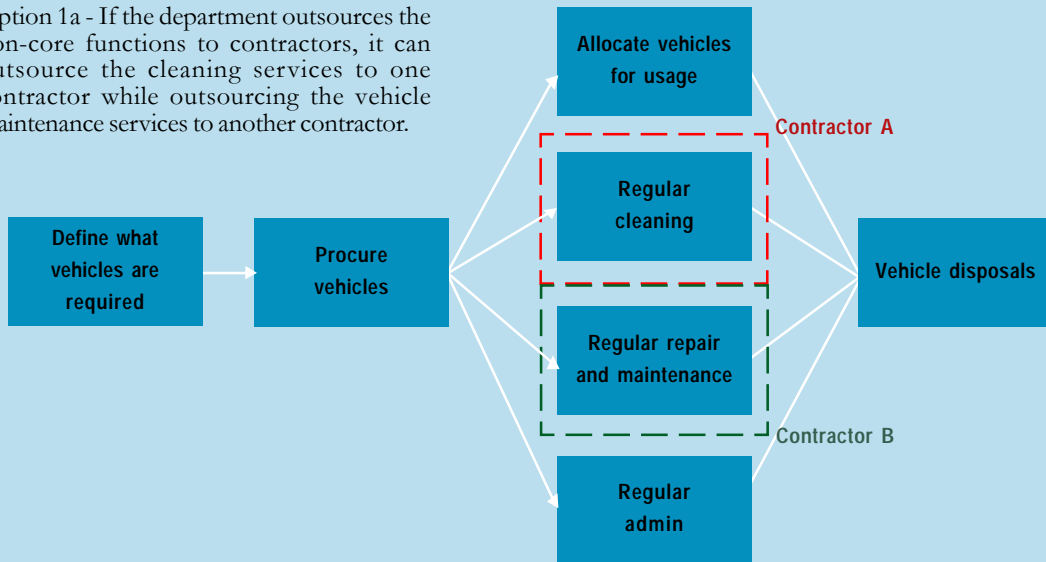 ption 1a - If the department outsources the
on-core functions to contractors, it can
utsource the cleaning services to one
ontractor while outsourcing the vehicle
aintenance services to another contractor.
Allocate vehicles
for usage
Contractor A
Regular
cleaning
Define what
vehicles are
required
Procure
vehicles
Vehicle disposals
Regular repair
and maintenance
Contractor B
Regular
admin